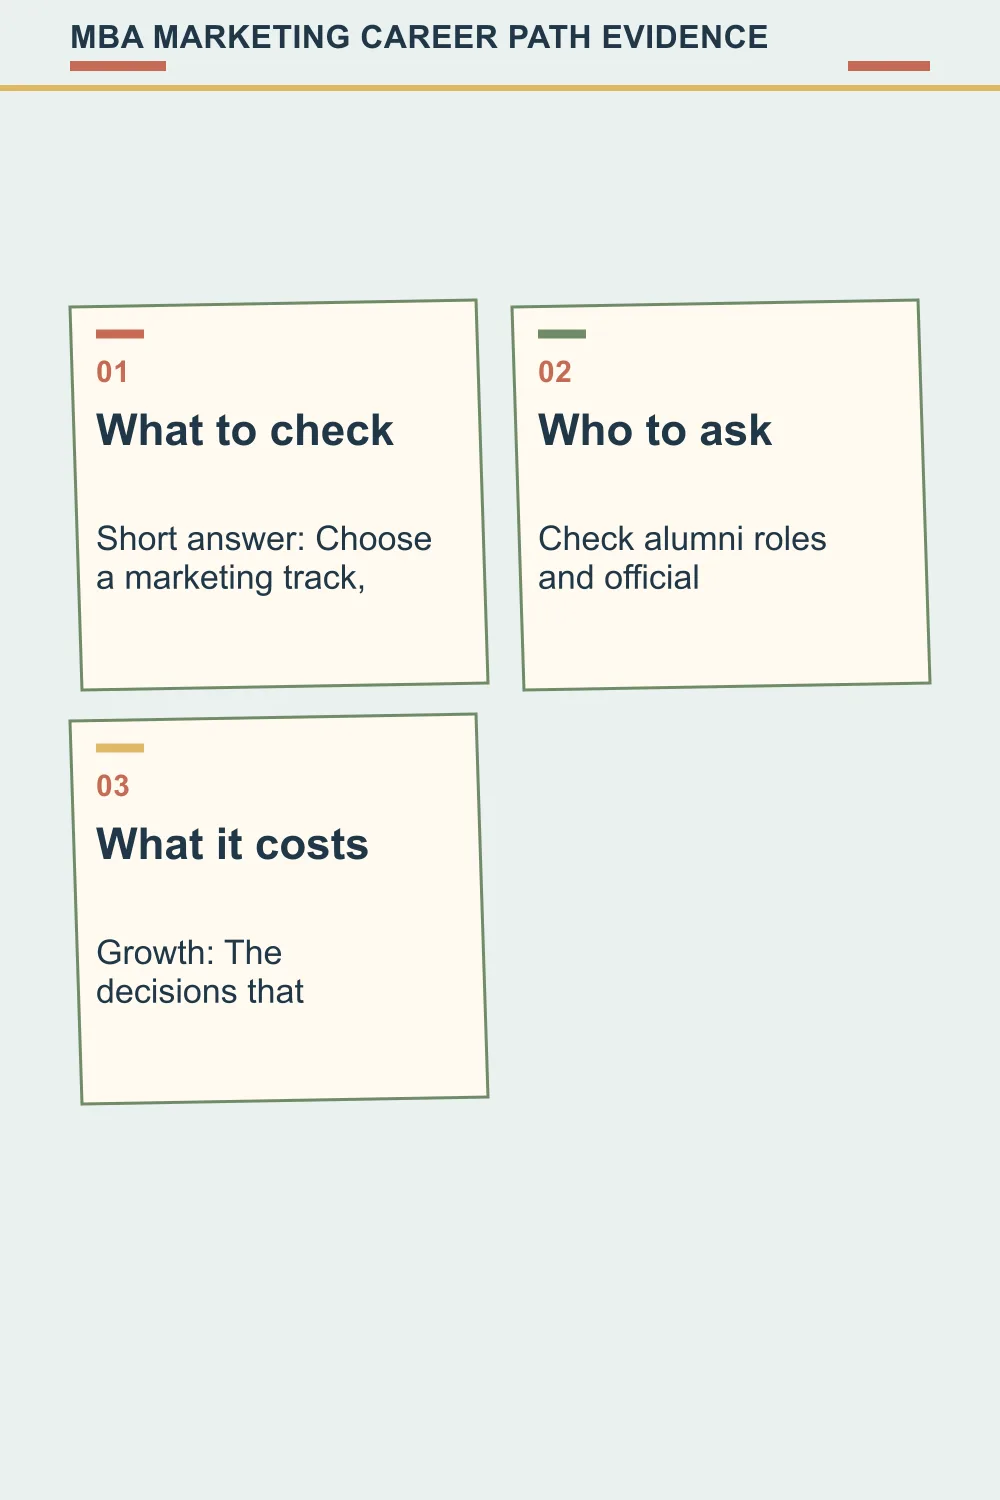 MBA MARKETING CAREER PATH EVIDENCE
01
What to check
Short answer: Choose
a marketing track,
02
Who to ask
Check alumni roles
and official
03
What it costs
Growth: The
decisions that